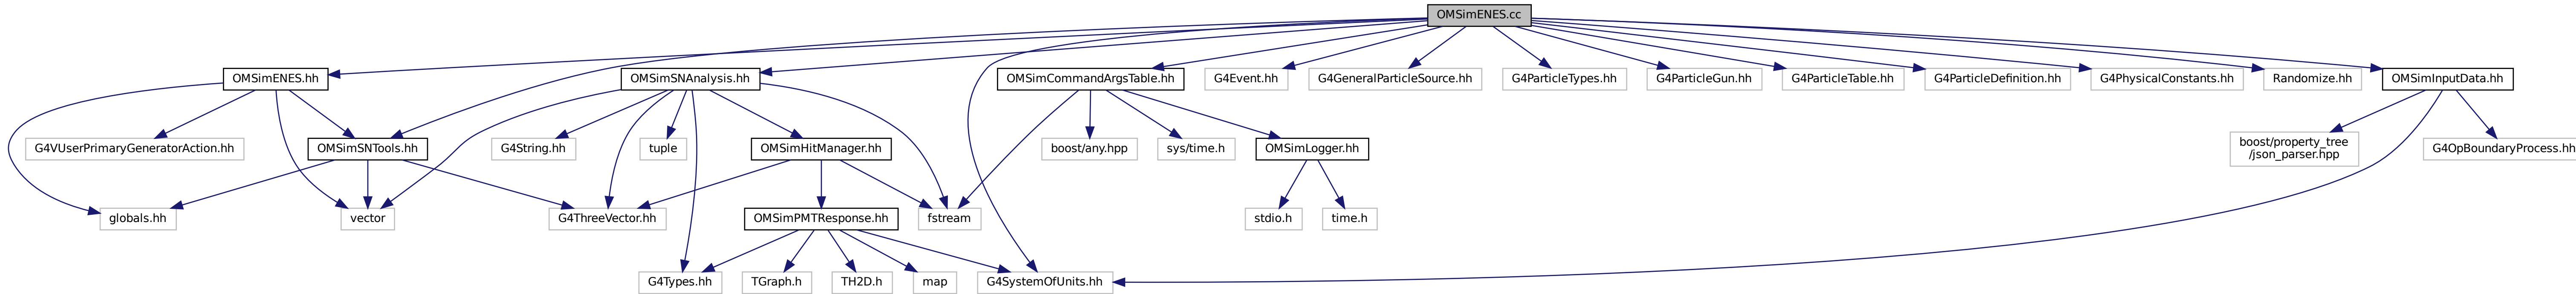 OMSimENES.cc
OMSimENES.hh
OMSimSNAnalysis.hh
OMSimCommandArgsTable.hh
G4Event.hh
G4GeneralParticleSource.hh
G4ParticleTypes.hh
G4ParticleGun.hh
G4ParticleTable.hh
G4ParticleDefinition.hh
G4PhysicalConstants.hh
Randomize.hh
OMSimInputData.hh
G4VUserPrimaryGeneratorAction.hh
OMSimSNTools.hh
G4String.hh
tuple
OMSimHitManager.hh
boost/any.hpp
sys/time.h
OMSimLogger.hh
boost/property_tree
/json_parser.hpp
G4OpBoundaryProcess.hh
globals.hh
vector
G4ThreeVector.hh
OMSimPMTResponse.hh
fstream
stdio.h
time.h
G4Types.hh
TGraph.h
TH2D.h
map
G4SystemOfUnits.hh